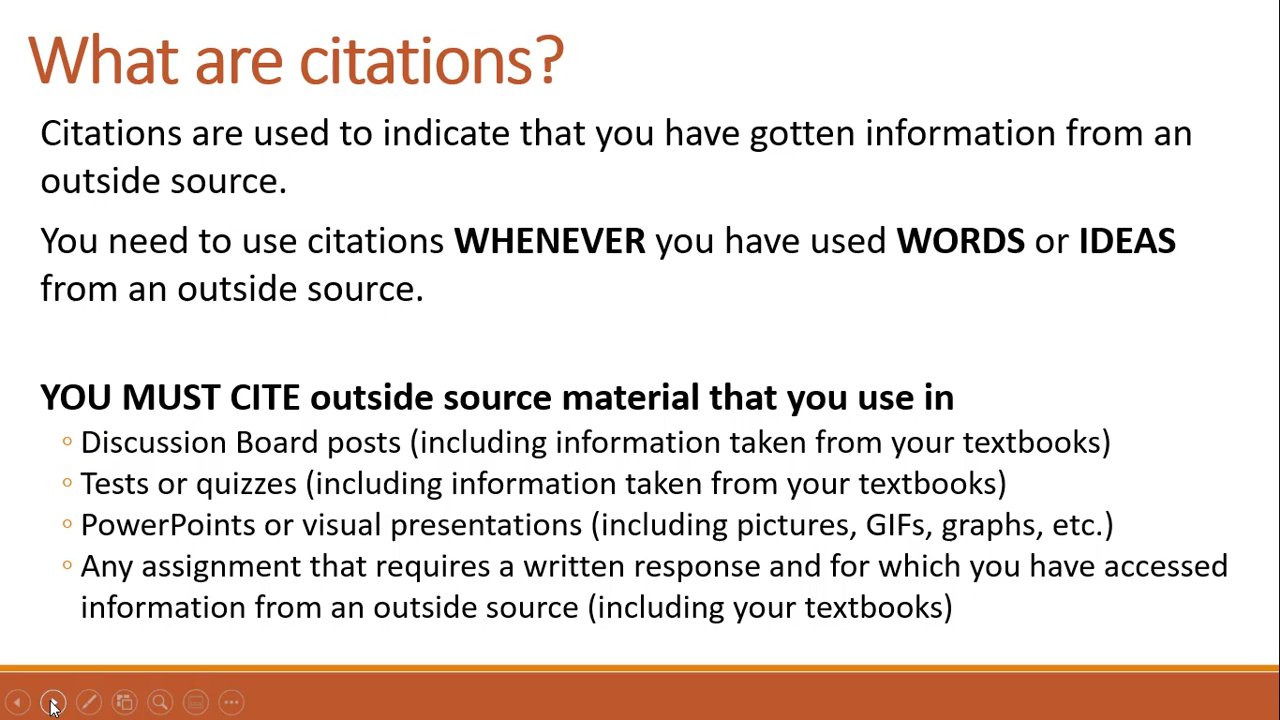 What are citations?
Citations are used to indicate that you have gotten information from an
outside source.
You need to use citations WHENEVER you have used WORDS or IDEAS
from an outside source.
YOU MUST CITE outside source material that you use in
◦ Discussion Board posts (including information taken from your textbooks)
◦ Tests or quizzes (including information taken from your textbooks)
◦ PowerPoints or visual presentations (including pictures, GIFs, graphs, etc.)
◦ Any assignment that requires a written response and for which you have accessed
information from an outside source (including your textbooks)